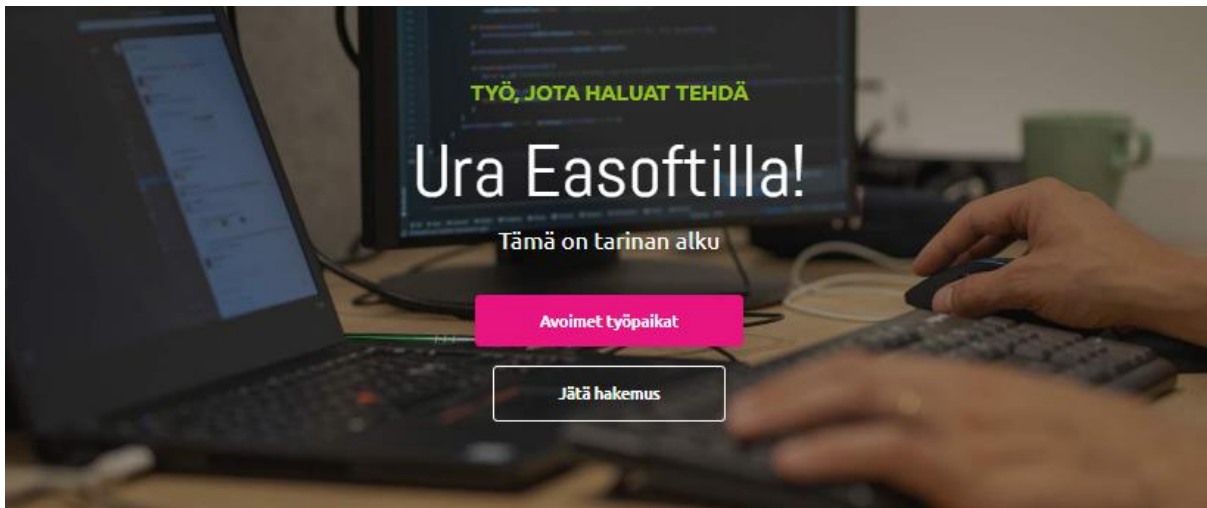 TYÖ, JOTA HALUAT TEHDÄ
Ura Easoftilla!
Tämä on tarinan alku
Avoimet työpaikat
Jätä hakemus